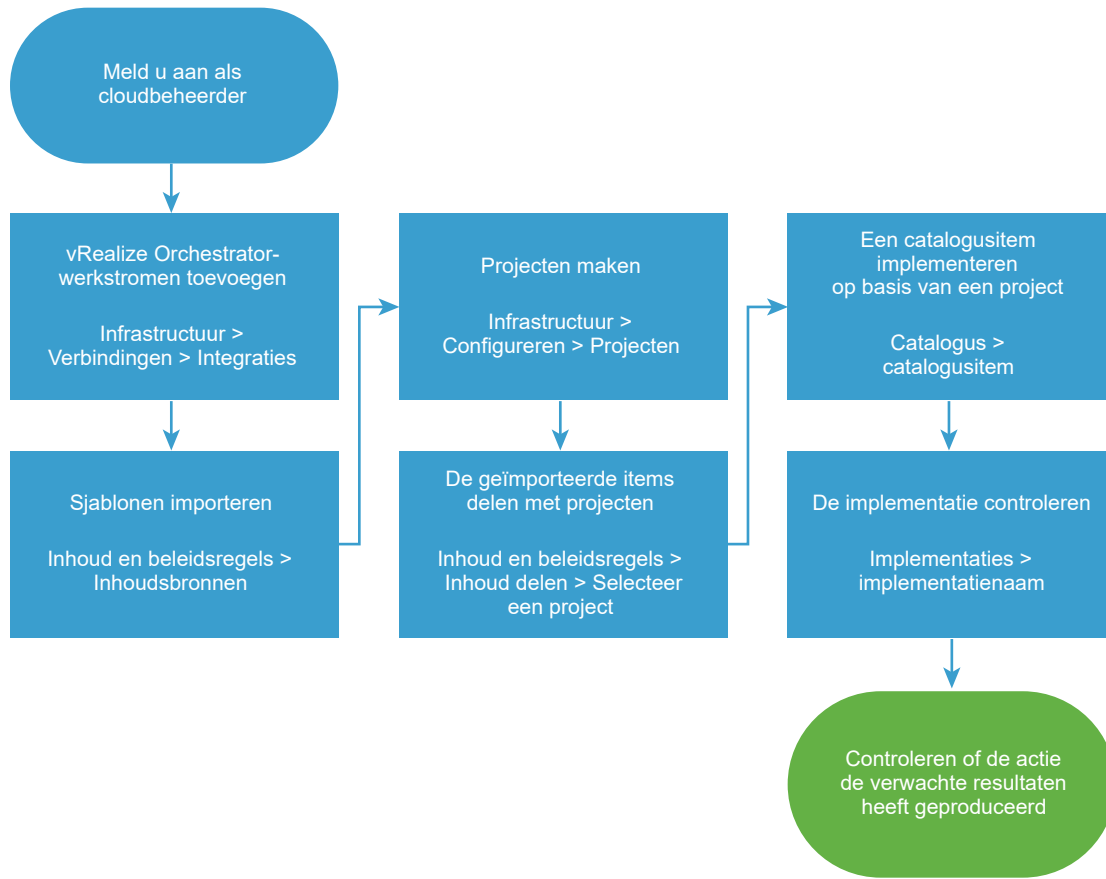 Meld u aan als
cloudbeheerder
vRealize Orchestrator-
werkstromen toevoegen
Infrastructuur >
Verbindingen > Integraties
Sjablonen importeren
Inhoud en beleidsregels >
Inhoudsbronnen
Projecten maken
Infrastructuur >
Configureren > Projecten
De geïmporteerde items
delen met projecten
Inhoud en beleidsregels >
Inhoud delen > Selecteer
een project
Een catalogusitem
implementeren
op basis van een project
Catalogus >
catalogusitem
De implementatie controleren
Implementaties >
implementatienaam
Controleren of de actie
de verwachte resultaten
heeft geproduceerd